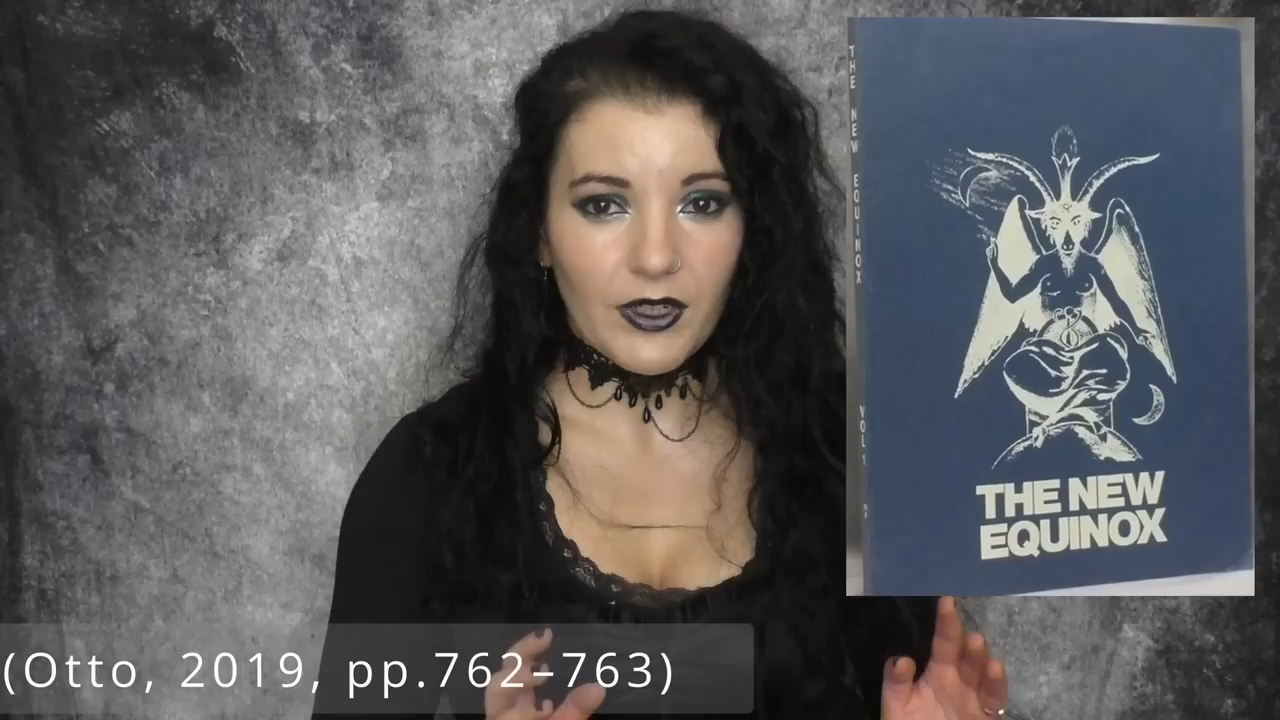 THE NEW EQUINOX VOL 1
THE NEW
EQUINOX
(Otto, 2019, pp.762–763)